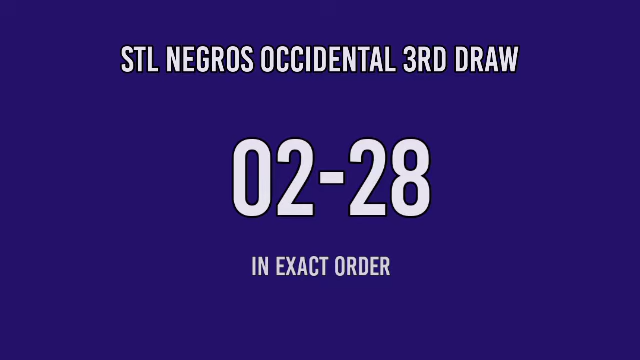 STL NEGROS OCCIDENTAL 3RD DRAW
02-28
IN EXACT ORDER